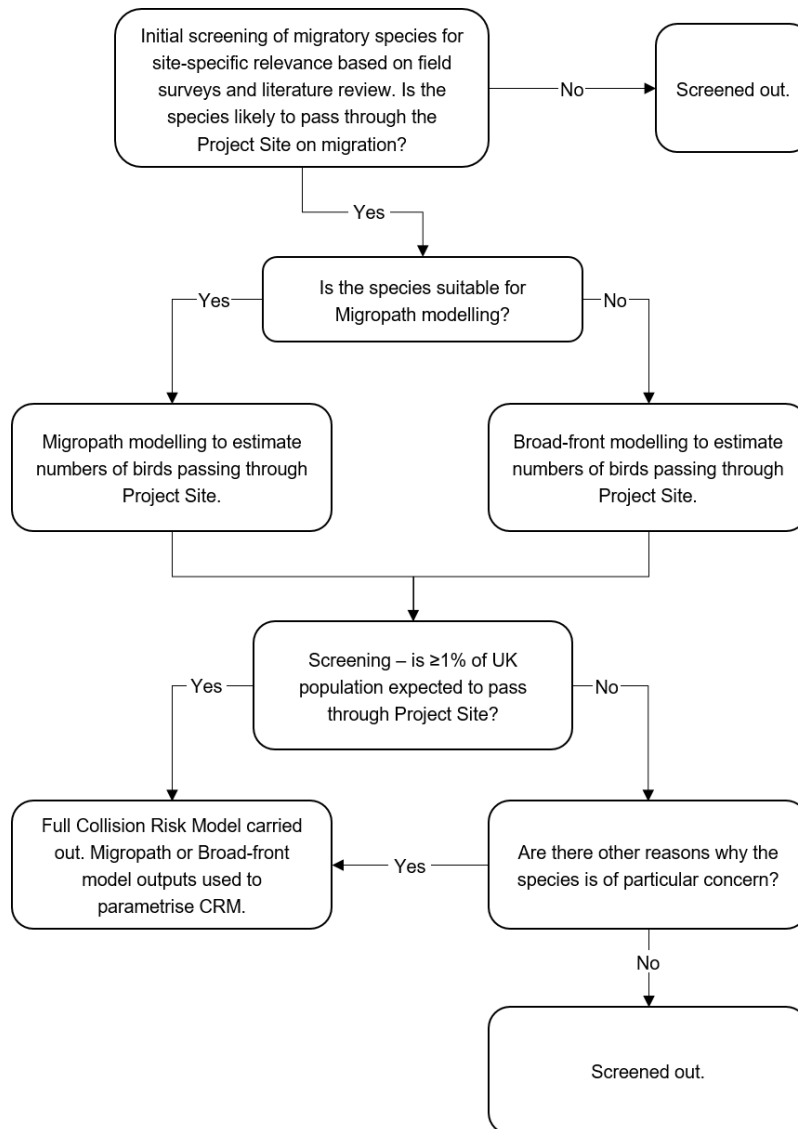 Initial screening of migratory species for
site-specific relevance based on field
surveys and literature review. Is the
species likely to pass through the
Project Site on migration?
No
Screened out.
Yes
Is the species suitable for
Migropath modelling?
Yes
No
Migropath modelling to estimate
numbers of birds passing through
Project Site.
Broad-front modelling to estimate
numbers of birds passing through
Project Site.
Screening – is ≥1% of UK
population expected to pass
through Project Site?
Yes
No
Full Collision Risk Model carried
out. Migropath or Broad-front
model outputs used to
parametrise CRM.
Yes
Are there other reasons why the
species is of particular concern?
No
Screened out.